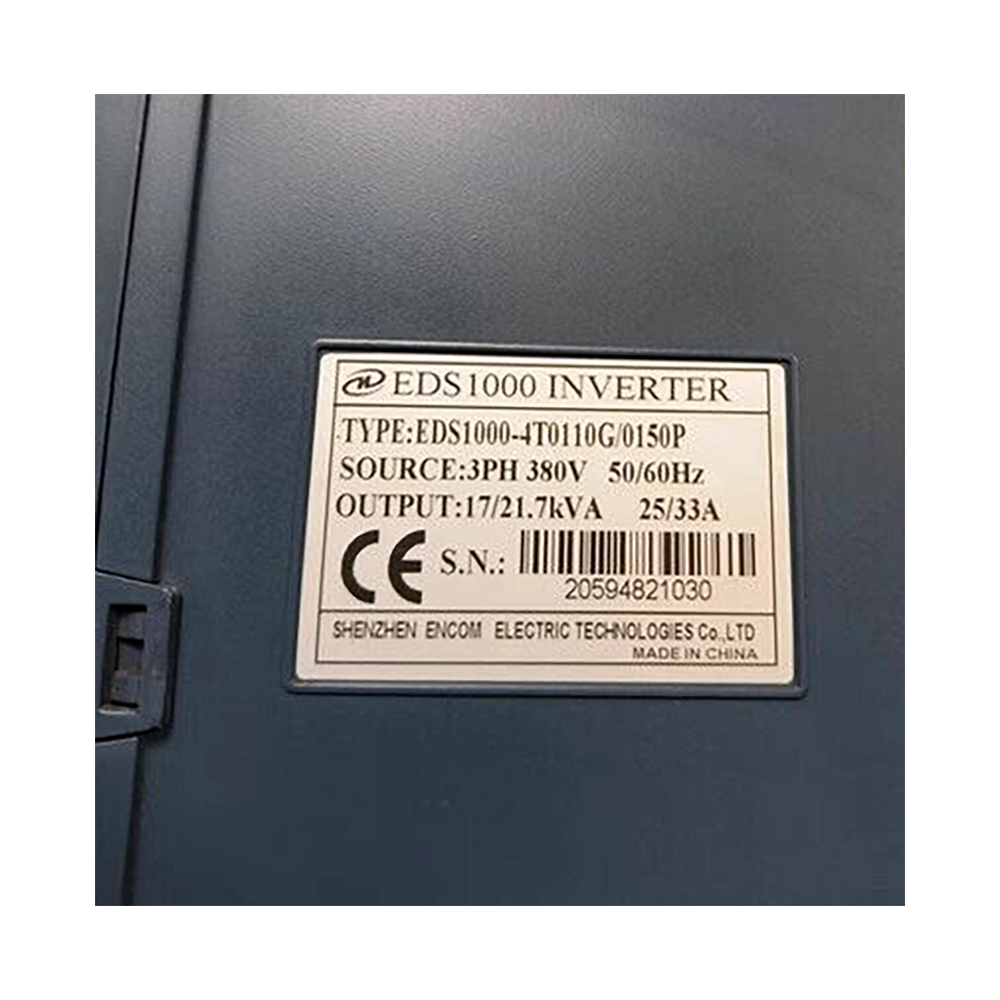 EDS1000 INVERTER
TYPE:EDS1000-4T0110G/0150P
SOURCE:3PH 380V 50/60Hz
OUTPUT:17/21.7kVA 25/33A
CE S.N.:
20594821030
SHENZHEN ENCOM ELECTRIC TECHNOLOGIES Co.,LTD
MADE IN CHINA